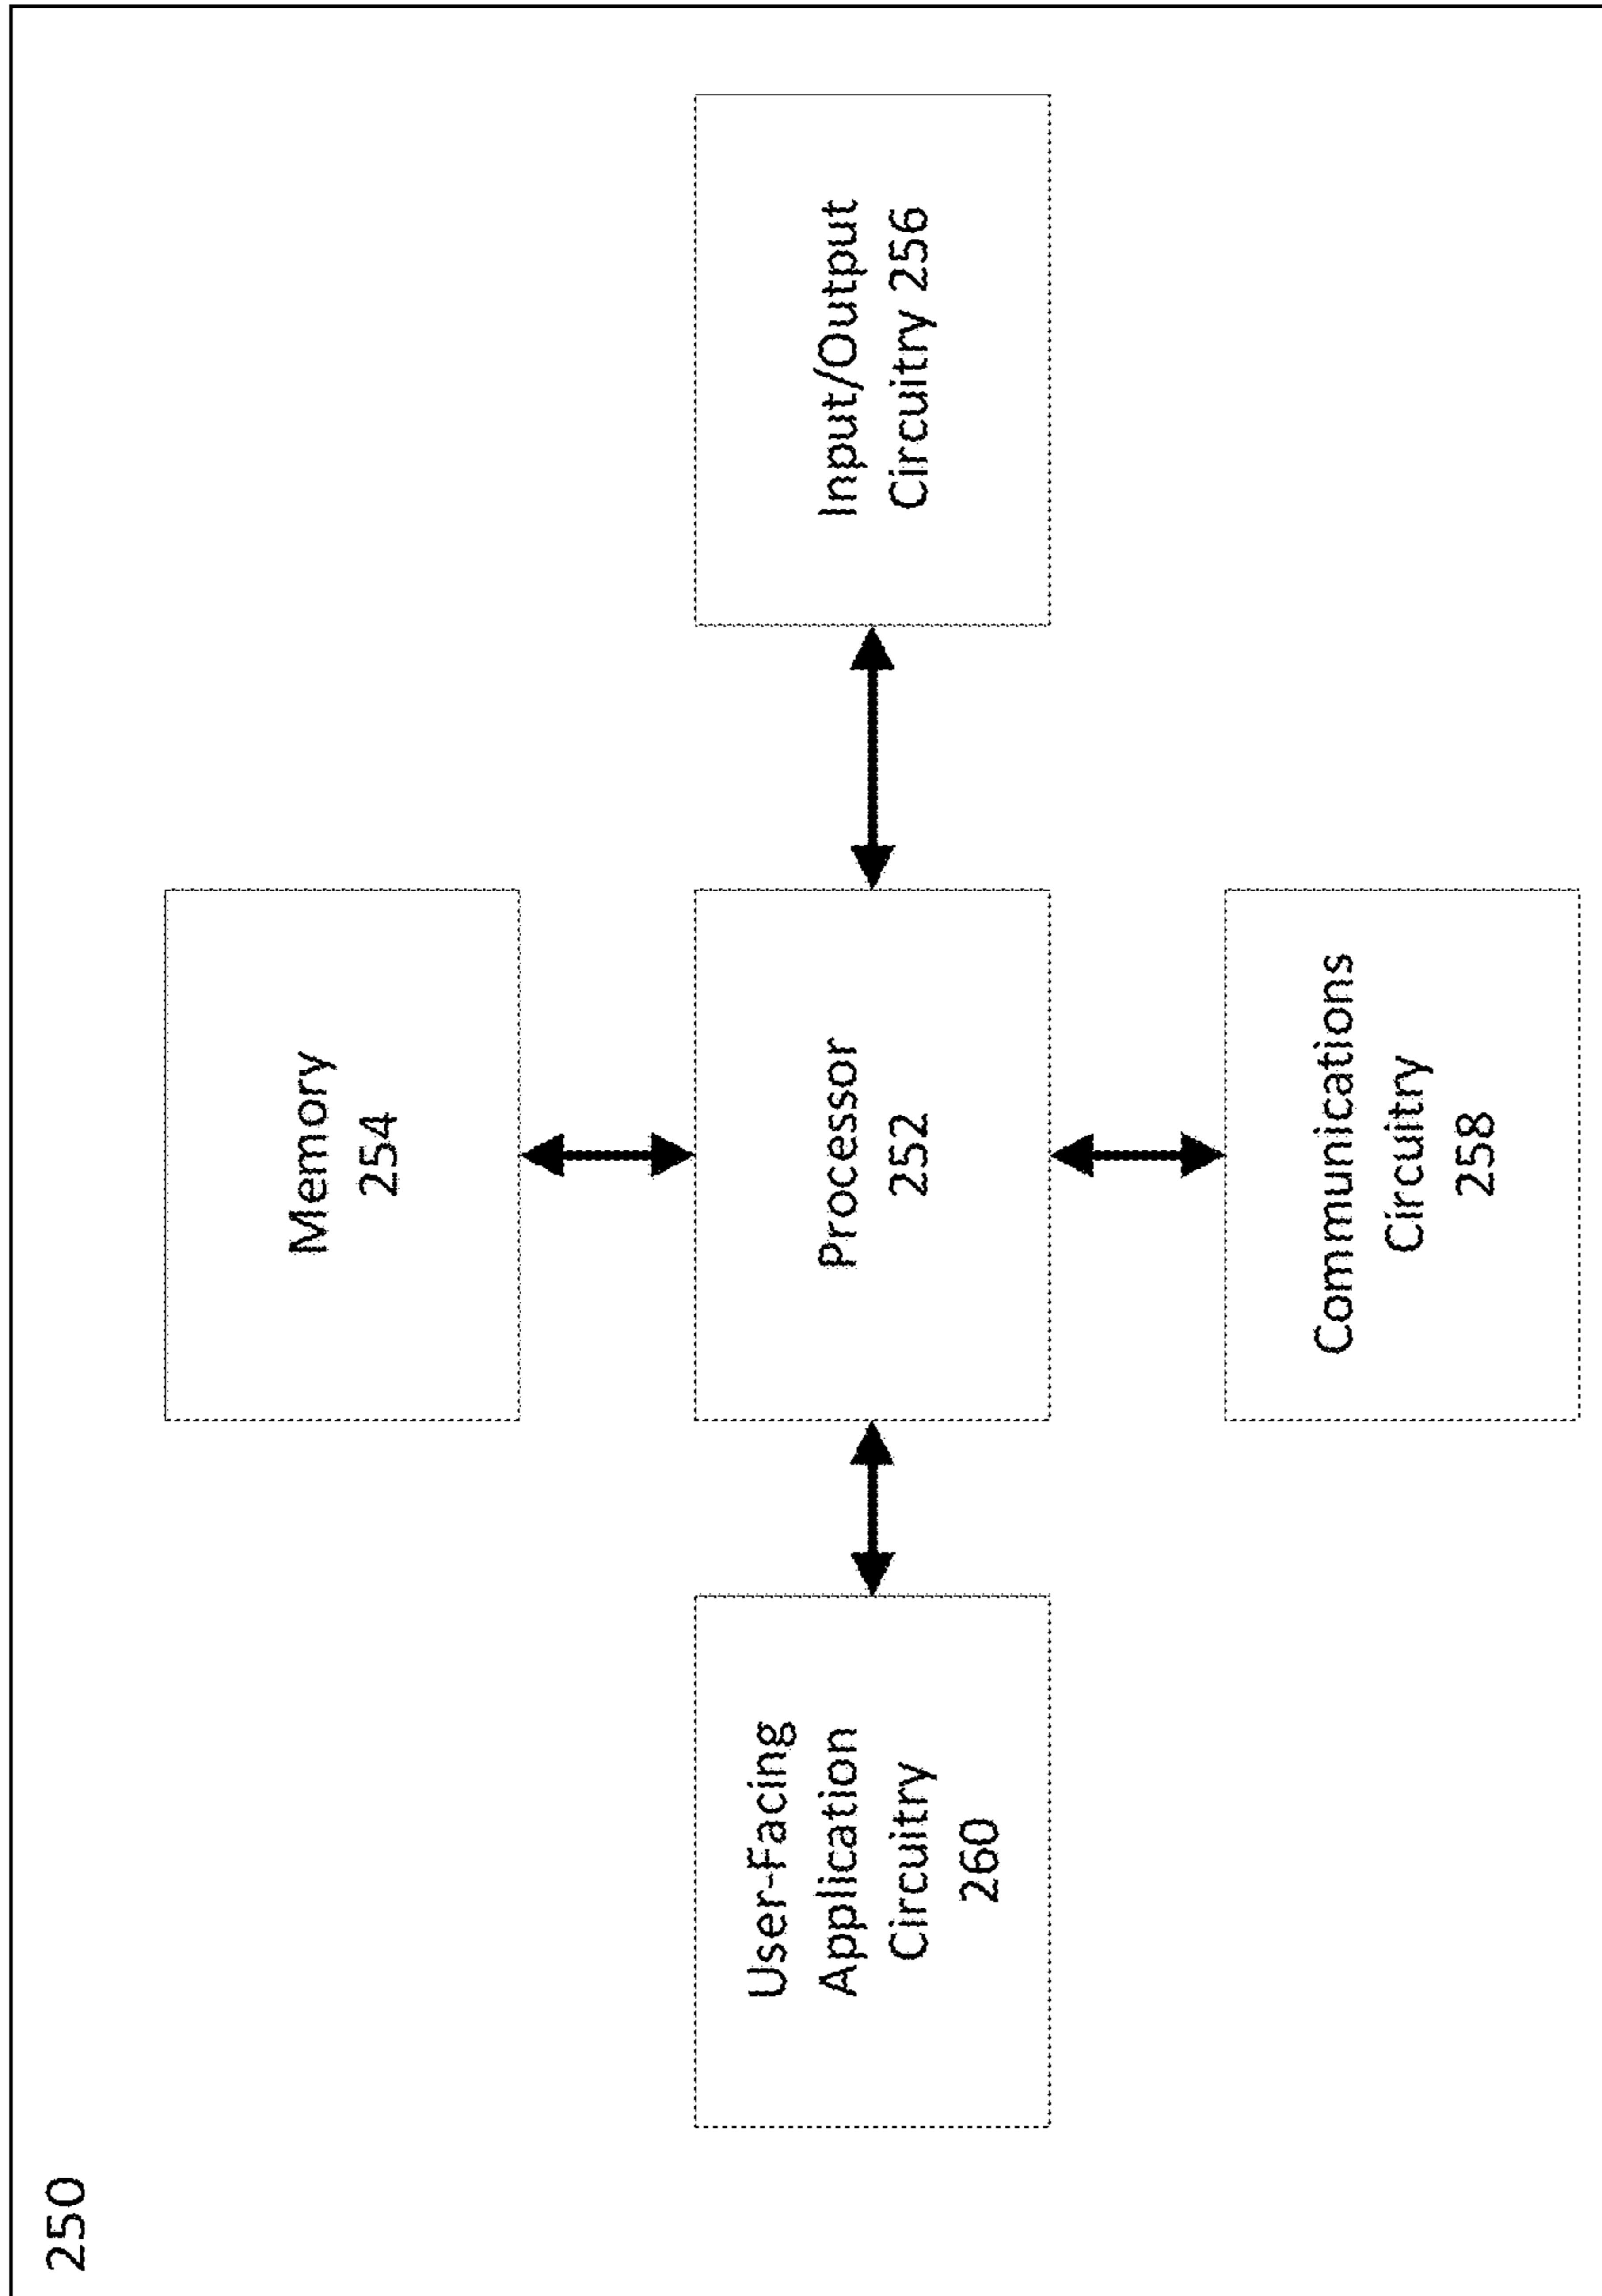 250
Memory
254
User-Facing
Application
Circuitry
260
Processor
252
Input/Output
Circuitry 256
Communications
Circuitry
258